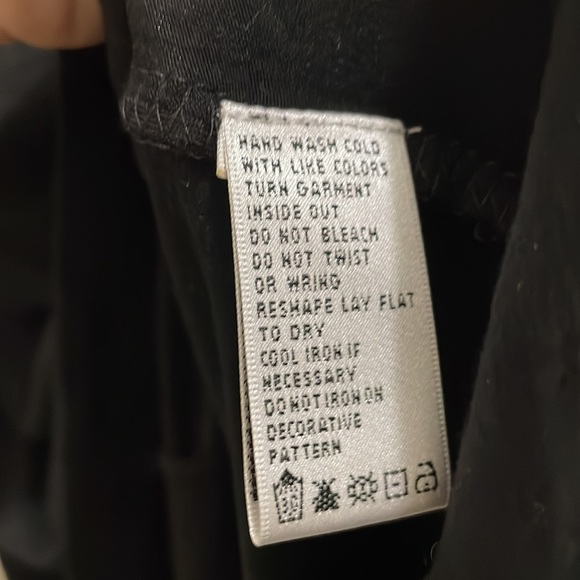 HAND WASH COLD
WITH LIKE COLORS
TURN GARMENT
INSIDE OUT
DO NOT BLEACH
DO NOT TWIST
OR WRING
RESHAPE LAY FLAT
TO DRY
COOL IRON IF
NECESSARY
DO NOT IRON ON
DECORATIVE
PATTERN